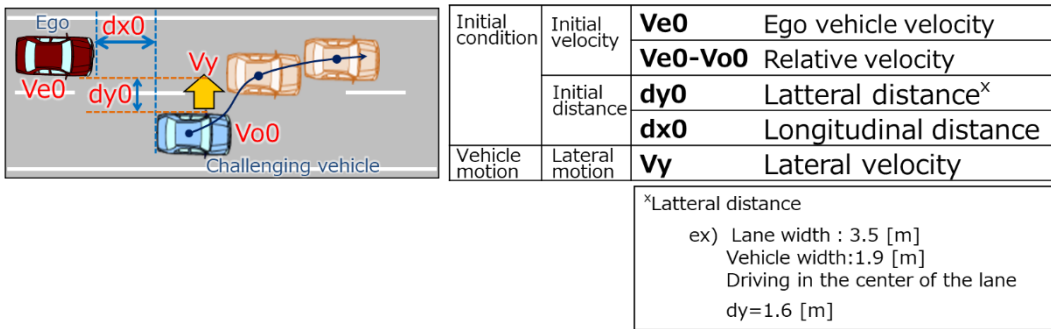 Ego
dx0
Vy
Ve0
dy0
Vo0
Challenging vehicle
Initial condition Initial velocity Ve0 Ego vehicle velocity
Ve0-Vo0 Relative velocity
Initial distance dy0 Latteral distancex
dx0 Longitudinal distance
Vehicle motion Lateral motion Vy Lateral velocity
xLatteral distance
ex) Lane width : 3.5 [m]
Vehicle width:1.9 [m]
Driving in the center of the lane
dy=1.6 [m]